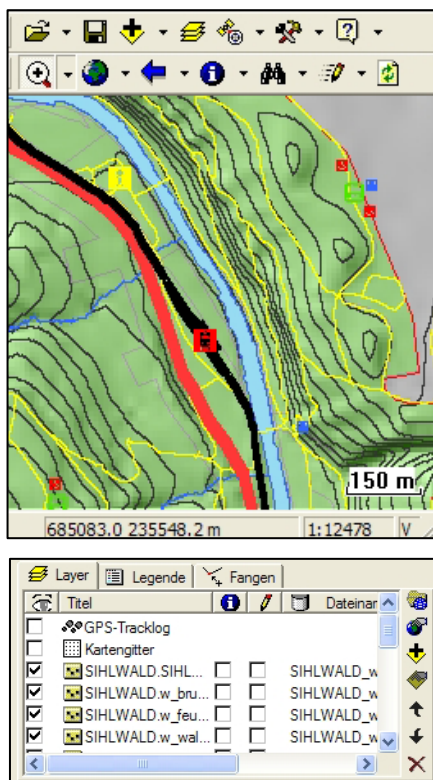 150 m
685083.0 235548.2 m 1:12478 V
Layer Legende Fangen
Titel Dateinar
GPS-Tracklog
Kartengitter
SIHLWALD.SIHL... SIHLWALD_w
SIHLWALD.w_bru... SIHLWALD_w
SIHLWALD.w_feu... SIHLWALD_w
SIHLWALD.w_wal... SIHLWALD_w